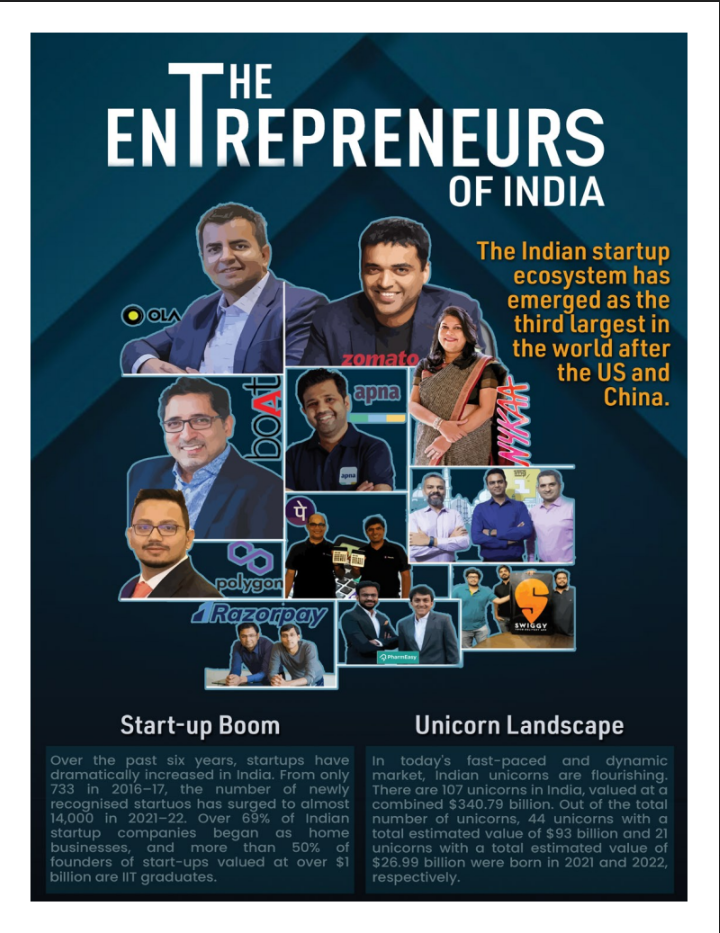 THE
ENTREPRENEURS
OF INDIA
The Indian startup
ecosystem has
emerged as the
third largest in
the world after
the US and
China.
OLA
zomato
boAt
apna
apna
NYKAA
पे
polygon
1
SWIGGY
Razorpay
PharmEasy
Start-up Boom
Over the past six years, startups have
dramatically increased in India. From only
733 in 2016–17, the number of newly
recognised startuos has surged to almost
14,000 in 2021–22. Over 69% of Indian
startup companies began as home
businesses, and more than 50% of
founders of start-ups valued at over $1
billion are IIT graduates.
Unicorn Landscape
In today's fast-paced and dynamic
market, Indian unicorns are flourishing.
There are 107 unicorns in India, valued at a
combined $340.79 billion. Out of the total
number of unicorns, 44 unicorns with a
total estimated value of $93 billion and 21
unicorns with a total estimated value of
$26.99 billion were born in 2021 and 2022,
respectively.